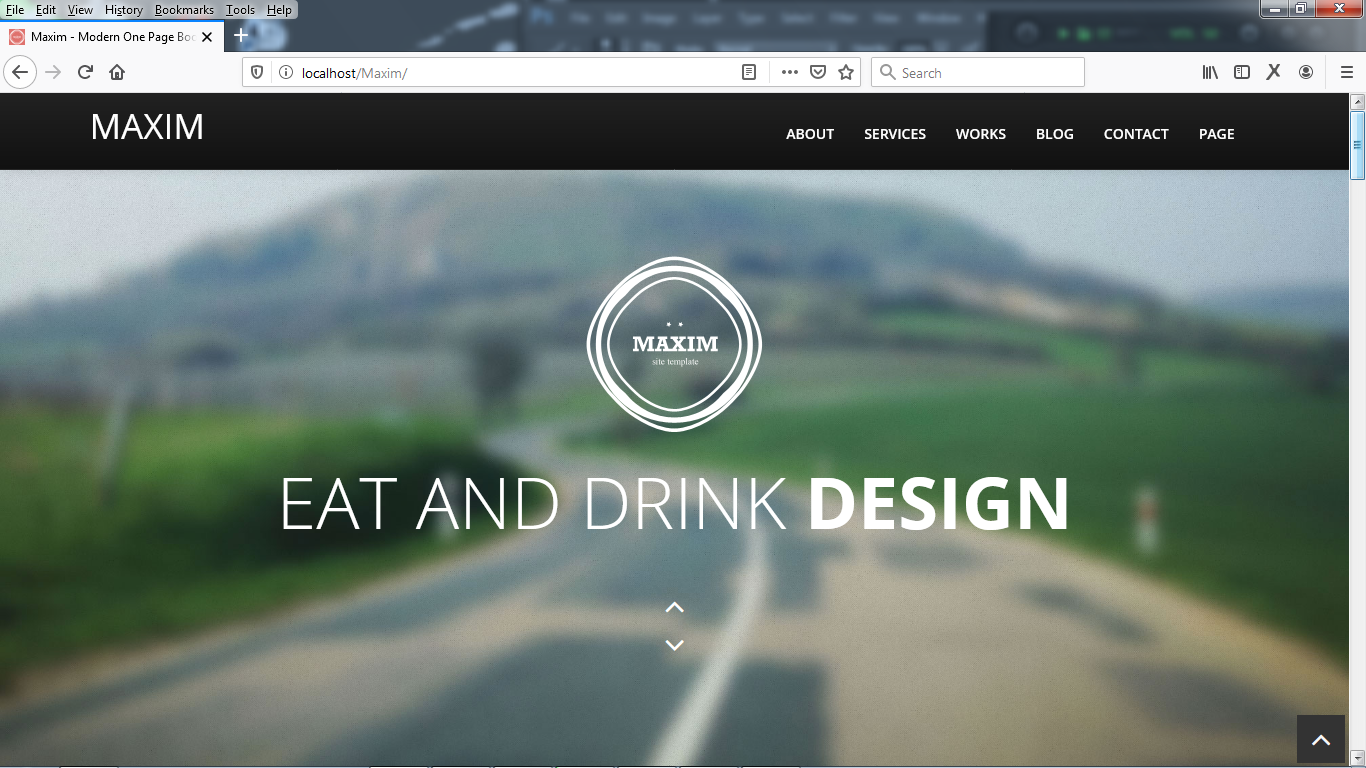 File Edit View History Bookmarks Tools Help
Maxim - Modern One Page Boo
localhost/Maxim/
Search
MAXIM
ABOUT SERVICES WORKS BLOG CONTACT PAGE
MAXIM
site template
EAT AND DRINK DESIGN